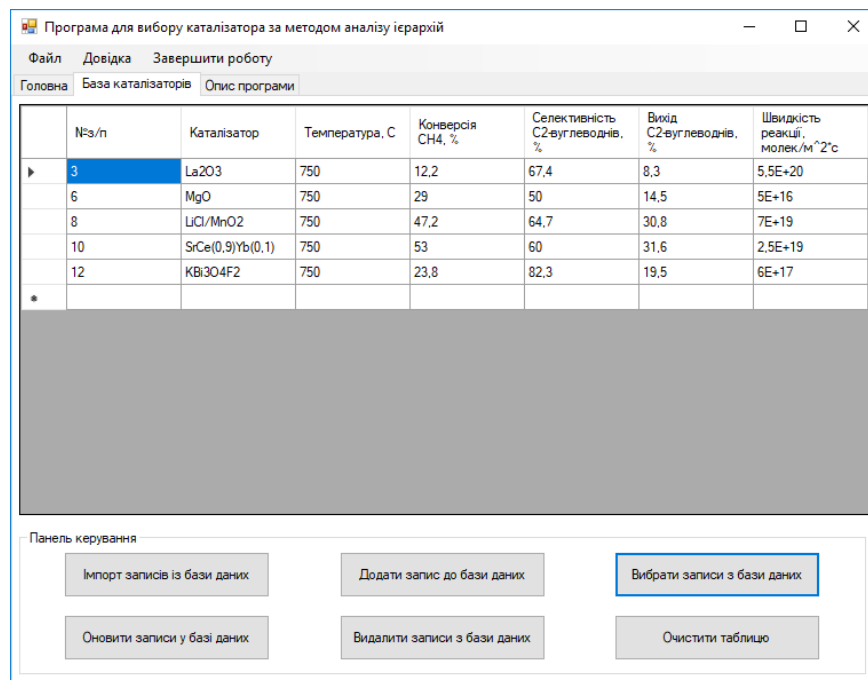 Програма для вибору каталізатора за методом аналізу ієрархій
Файл Довідка Завершити роботу
Головна База каталізаторів Опис програми
№з/п Каталізатор Температура, С Конверсія CH4, % Селективність С2-вуглеводнів, % Вихід С2-вуглеводнів, % Швидкість реакції, молек/м^2*с
3 La2O3 750 12,2 67,4 8,3 5,5E+20
6 MgO 750 29 50 14,5 5E+16
8 LiCl/MnO2 750 47,2 64,7 30,8 7E+19
10 SrCe(0,9)Yb(0,1) 750 53 60 31,6 2,5E+19
12 KBi3O4F2 750 23,8 82,3 19,5 6E+17
Панель керування
Імпорт записів із бази даних Додати запис до бази даних Вибрати записи з бази даних
Оновити записи у базі даних Видалити записи з бази даних Очистити таблицю